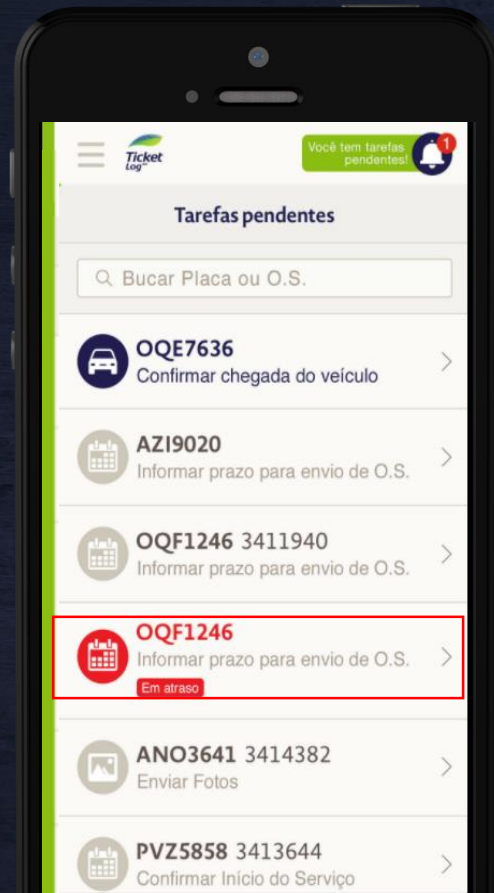 Ticket
Log
Você tem tarefas
pendentes!
1
Tarefas pendentes
Bucar Placa ou O.S.
OQE7636
Confirmar chegada do veículo
AZI9020
Informar prazo para envio de O.S.
OQF1246 3411940
Informar prazo para envio de O.S.
OQF1246
Informar prazo para envio de O.S.
Em atraso
ANO3641 3414382
Enviar Fotos
PVZ5858 3413644
Confirmar Início do Serviço